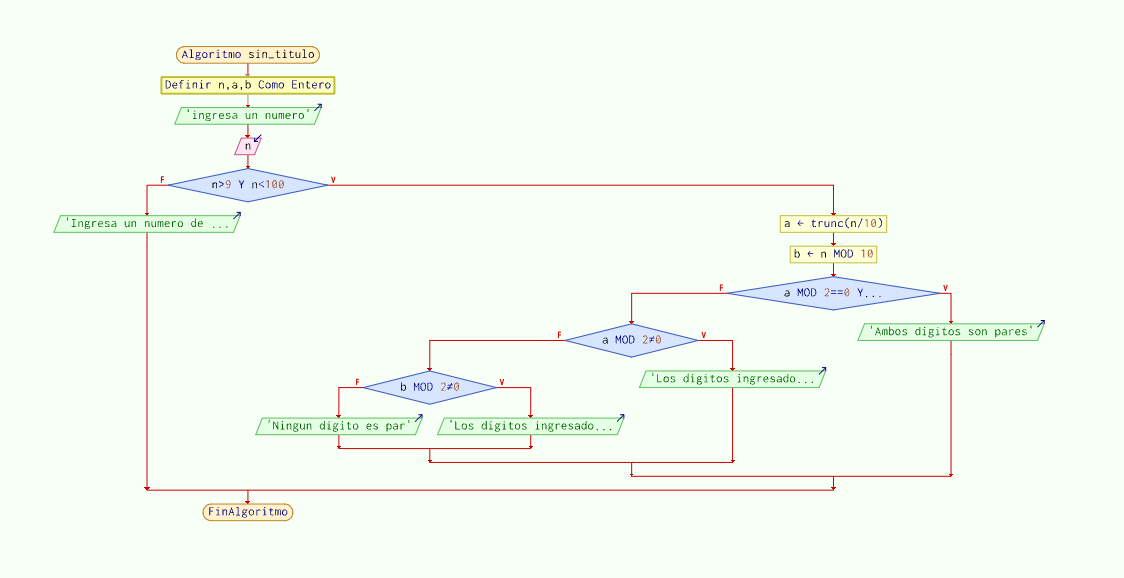 Algoritmo sin_titulo
Definir n,a,b Como Entero
'ingresa un numero'
n
n>9 Y n<100
F
V
'Ingresa un numero de ...
a ← trunc(n/10)
b ← n MOD 10
a MOD 2==0 Y...
F
V
'Ambos digitos son pares'
a MOD 2≠0
F
V
'Los digitos ingresado...
b MOD 2≠0
F
V
'Ningun digito es par'
'Los digitos ingresado...
FinAlgoritmo